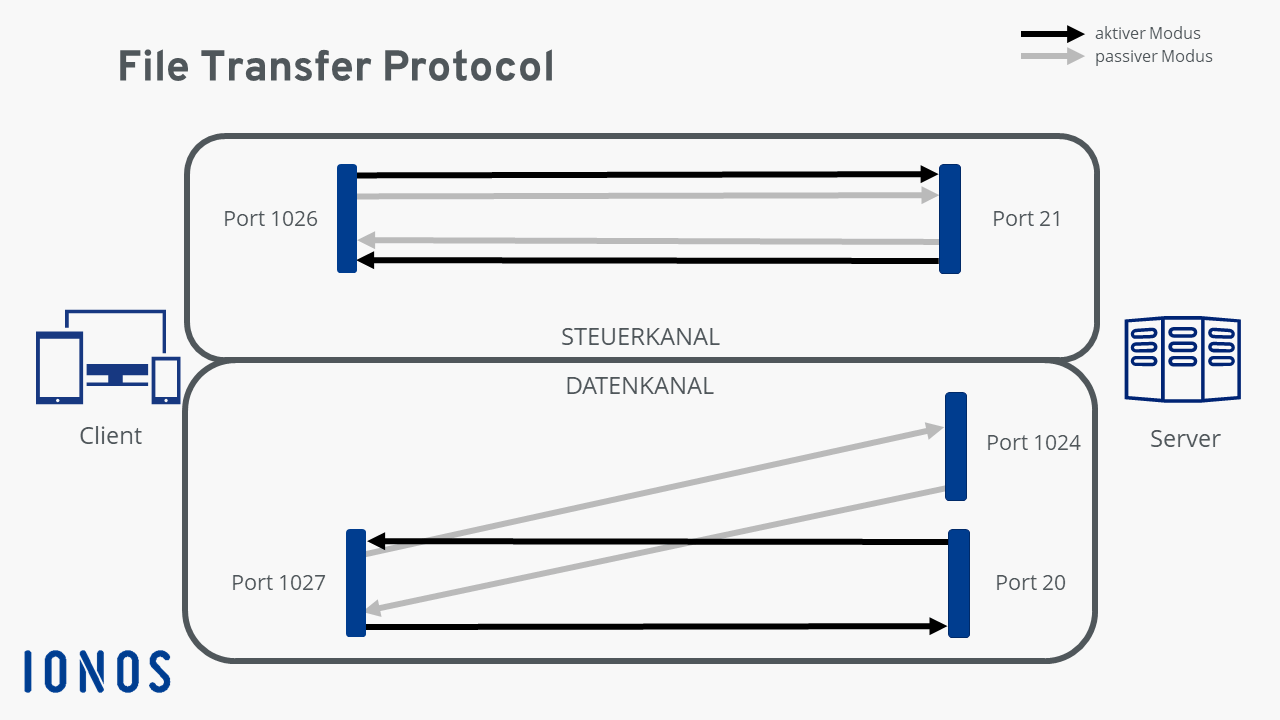 File Transfer Protocol
aktiver Modus
passiver Modus
Port 1026
Port 21
STEUERKANAL
DATENKANAL
Client
Server
Port 1024
Port 1027
Port 20
IONOS